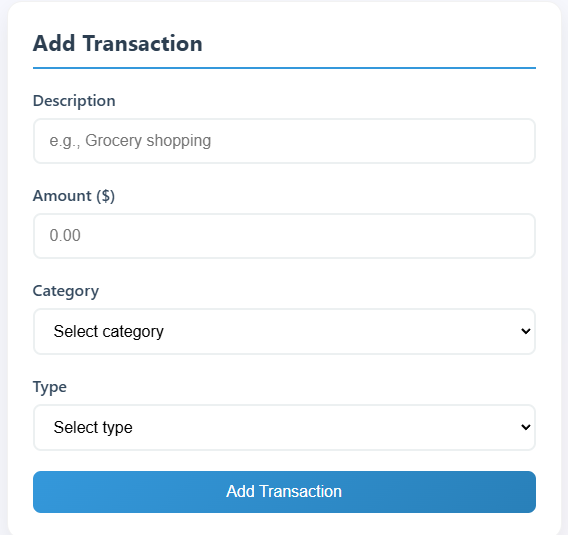 Add Transaction
Description
e.g., Grocery shopping
Amount ($)
0.00
Category
Select category
Type
Select type
Add Transaction